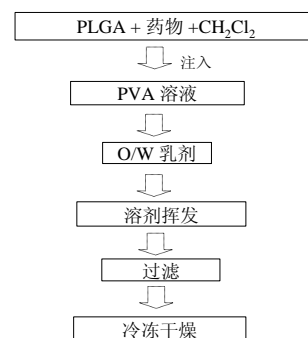 PLGA + 药物 +CH₂Cl₂
注入
PVA 溶液
O/W 乳剂
溶剂挥发
过滤
冷冻干燥